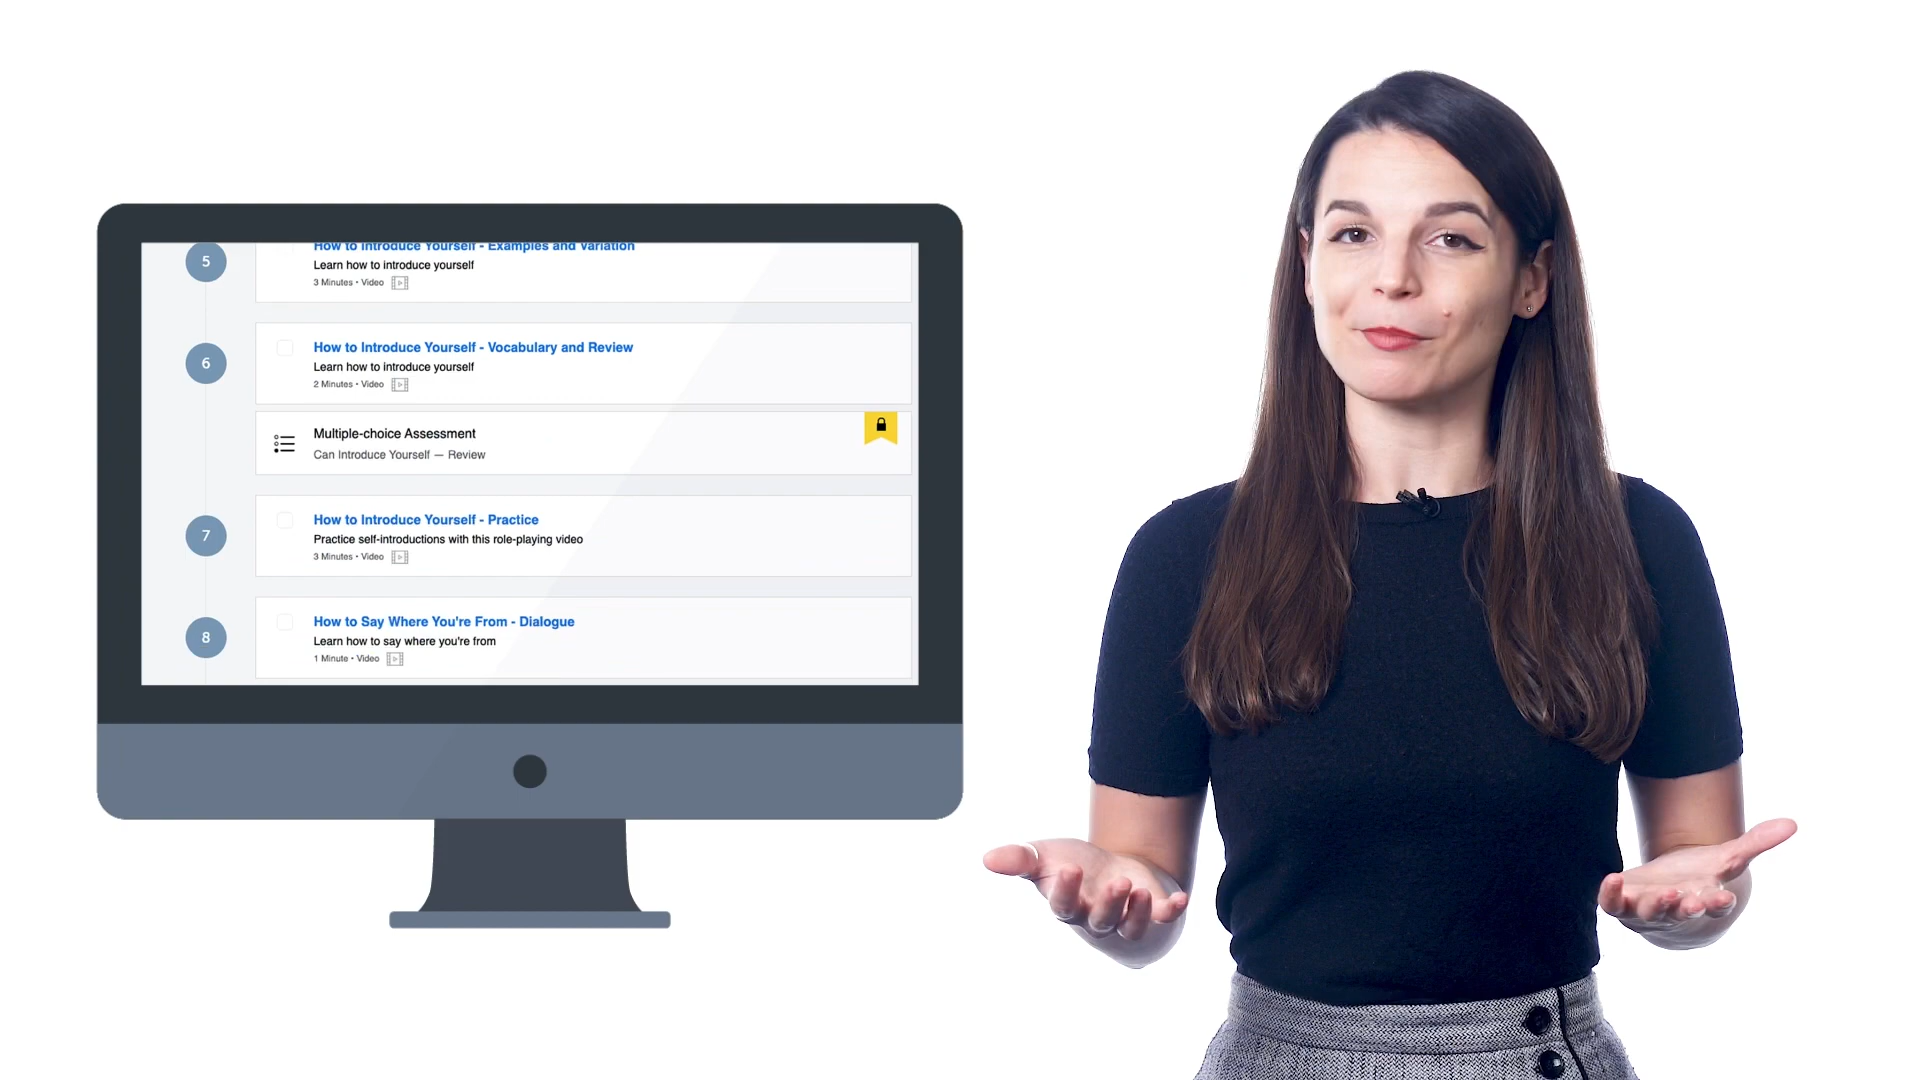 How to Introduce Yourself - Examples and Variation
5
Learn how to introduce yourself
3 Minutes • Video
6
How to Introduce Yourself - Vocabulary and Review
Learn how to introduce yourself
2 Minutes • Video
Multiple-choice Assessment
Can Introduce Yourself — Review
7
How to Introduce Yourself - Practice
Practice self-introductions with this role-playing video
3 Minutes • Video
8
How to Say Where You're From - Dialogue
Learn how to say where you're from
1 Minute • Video